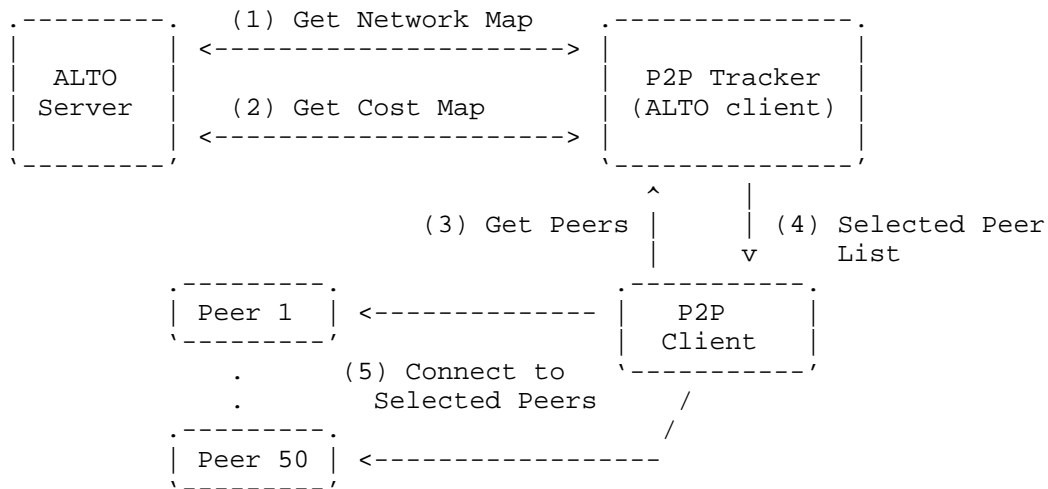 (1) Get Network Map
ALTO P2P Tracker
Server (2) Get Cost Map (ALTO client)
(3) Get Peers (4) Selected Peer
List
Peer 1 P2P
Client
(5) Connect to
Selected Peers
Peer 50